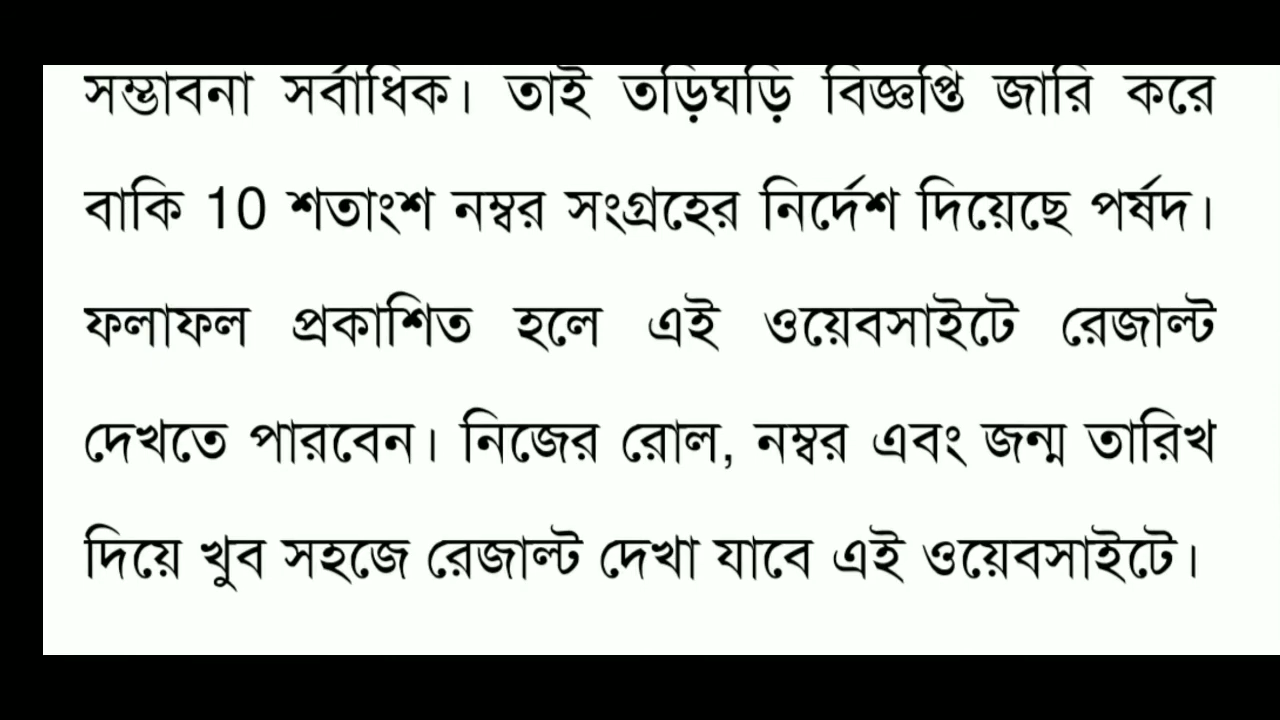 সম্ভাবনা সর্বাধিক। তাই তড়িঘড়ি বিজ্ঞপ্তি জারি করে
বাকি 10 শতাংশ নম্বর সংগ্রহের নির্দেশ দিয়েছে পর্ষদ।
ফলাফল প্রকাশিত হলে এই ওয়েবসাইটে রেজাল্ট
দেখতে পারবেন। নিজের রোল, নম্বর এবং জন্ম তারিখ
দিয়ে খুব সহজে রেজাল্ট দেখা যাবে এই ওয়েবসাইটে।